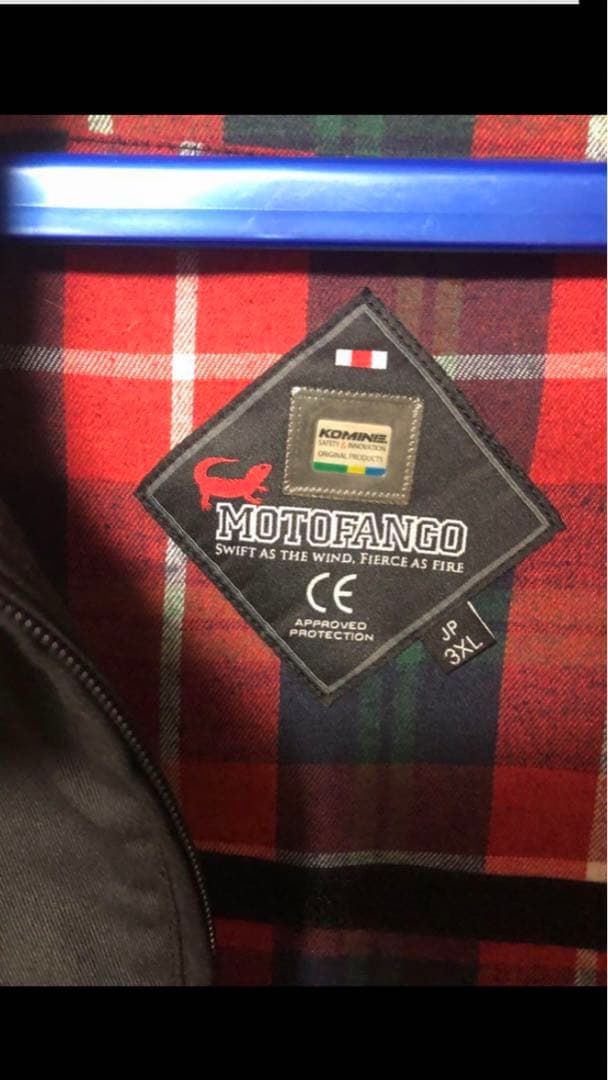 KOMINE
SAFETY & INNOVATION
ORIGINAL PRODUCTS
MOTOFANGO
SWIFT AS THE WIND, FIERCE AS FIRE
CE
APPROVED
PROTECTION
JP
3XL